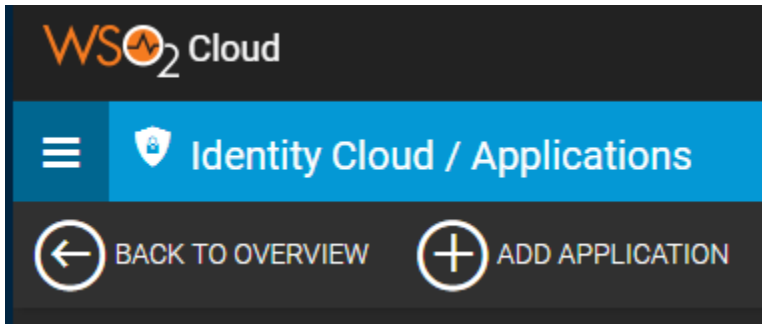 WSO2 Cloud
Identity Cloud / Applications
BACK TO OVERVIEW ADD APPLICATION